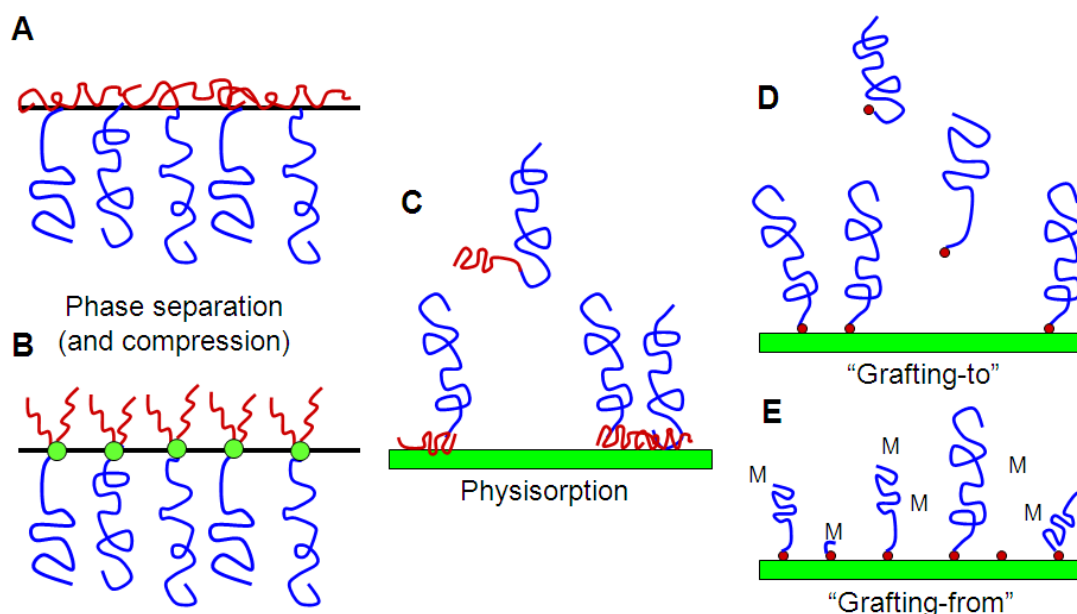 A
Phase separation
(and compression)
B
C
Physisorption
D
“Grafting-to”
E
M
M
M
M
M
“Grafting-from”